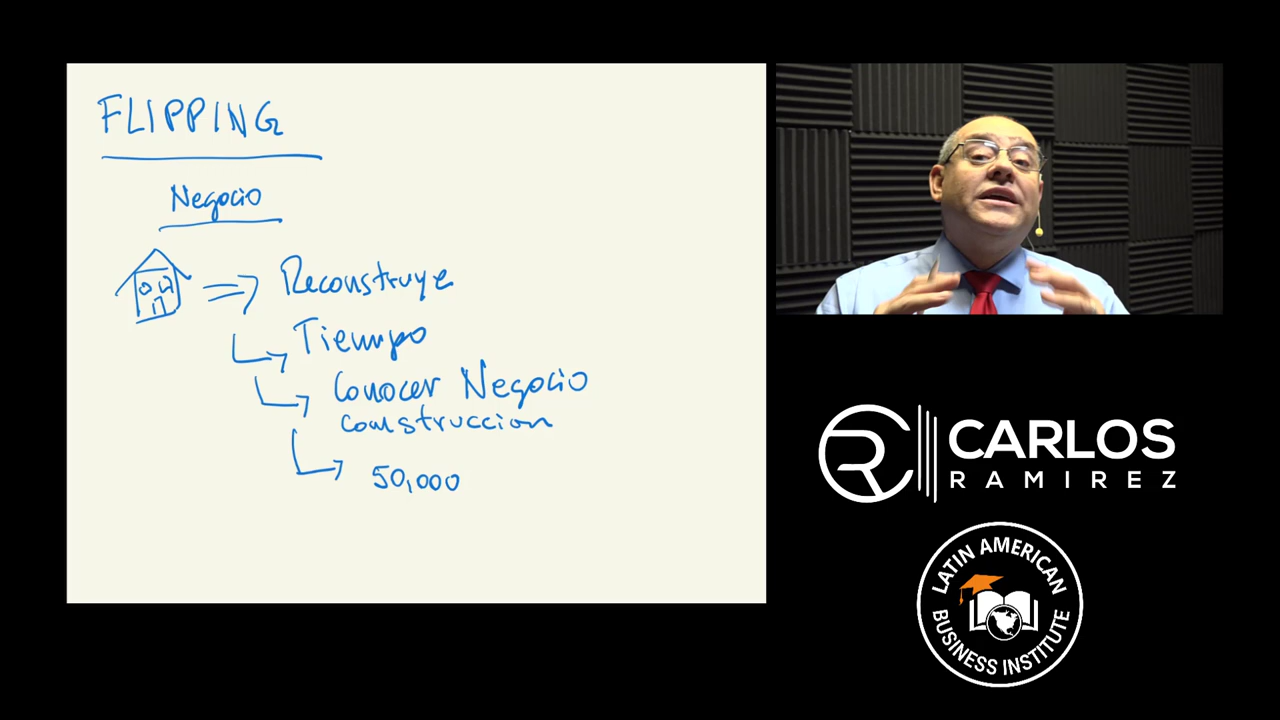 FLIPPING
Negocio
Reconstruye
Tiempo
Conocer Negocio
construccion
50,000
CARLOS
RAMIREZ
LATIN AMERICAN
BUSINESS INSTITUTE